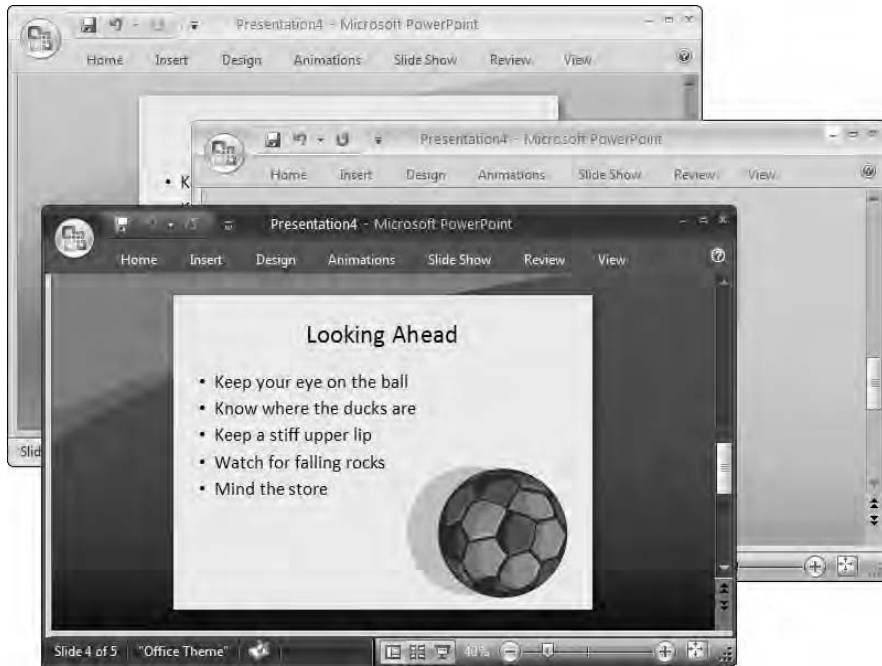 Presentation4 - Microsoft PowerPoint
Home Insert Design Animations Slide Show Review View
K
Slid
Presentation4 - Microsoft PowerPoint
Home Insert Design Animations Slide Show Review View
Presentation4 - Microsoft PowerPoint
Home Insert Design Animations Slide Show Review View
Looking Ahead
• Keep your eye on the ball
• Know where the ducks are
• Keep a stiff upper lip
• Watch for falling rocks
• Mind the store
Slide 4 of 5 "Office Theme" 40%